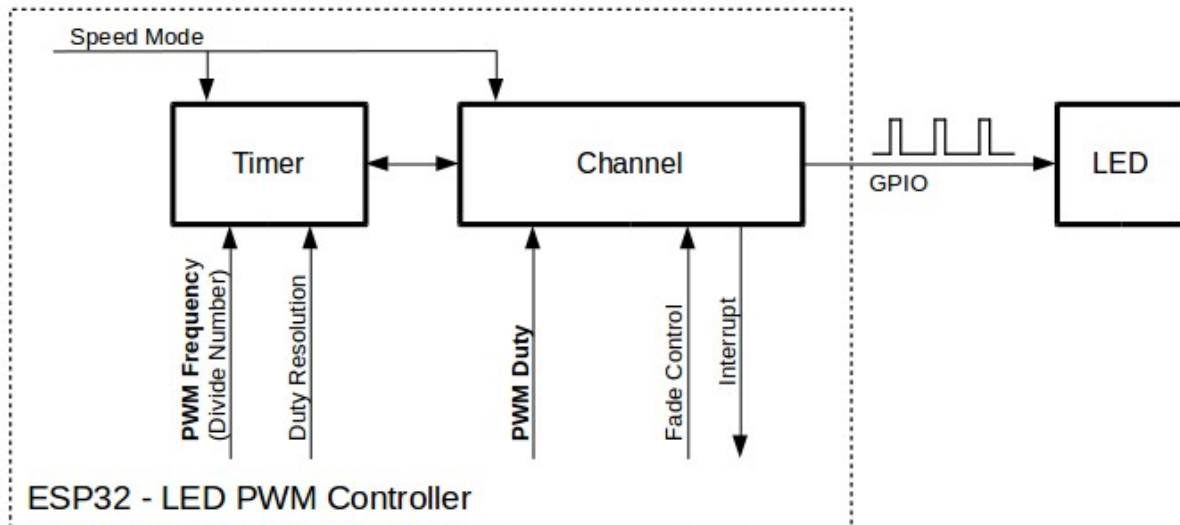 Speed Mode
Timer
Channel
GPIO
LED
PWM Frequency
(Divide Number)
Duty Resolution
PWM Duty
Fade Control
Interrupt
ESP32 - LED PWM Controller